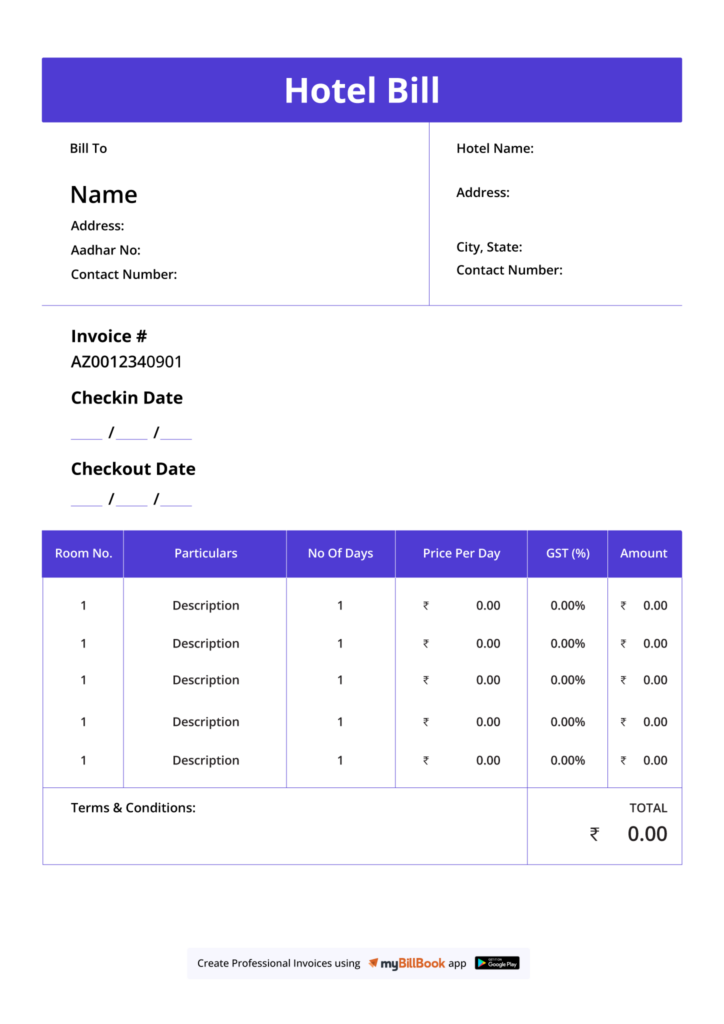 Hotel Bill
Bill To
Name
Address:
Aadhar No:
Contact Number:
Hotel Name:
Address:
City, State:
Contact Number:
Invoice #
AZ0012340901
Checkin Date
____ /____ /____
Checkout Date
____ /____ /____
Room No. Particulars No Of Days Price Per Day GST (%) Amount
1 Description 1 ₹ 0.00 0.00% ₹ 0.00
1 Description 1 ₹ 0.00 0.00% ₹ 0.00
1 Description 1 ₹ 0.00 0.00% ₹ 0.00
1 Description 1 ₹ 0.00 0.00% ₹ 0.00
1 Description 1 ₹ 0.00 0.00% ₹ 0.00
Terms & Conditions:
TOTAL
₹ 0.00
Create Professional Invoices using myBillBook app Google Play